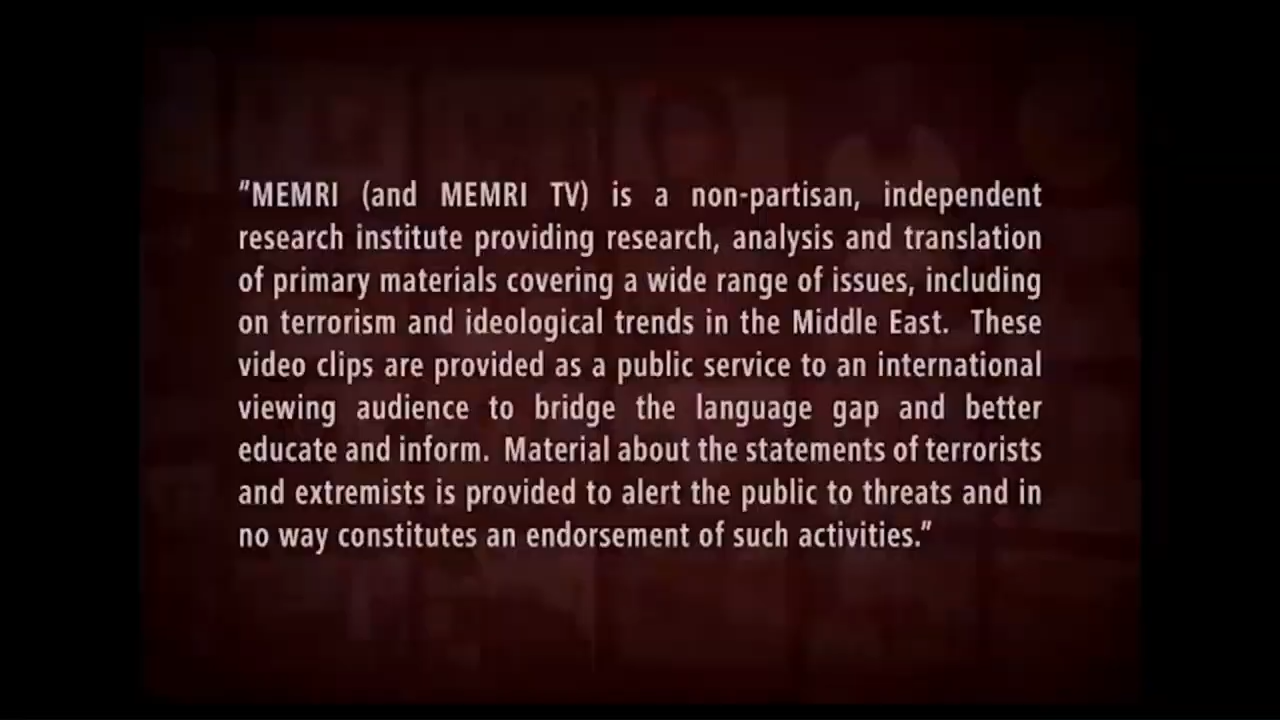 "MEMRI (and MEMRI TV) is a non-partisan, independent
research institute providing research, analysis and translation
of primary materials covering a wide range of issues, including
on terrorism and ideological trends in the Middle East.  These
video clips are provided as a public service to an international
viewing audience to bridge the language gap and better
educate and inform.  Material about the statements of terrorists
and extremists is provided to alert the public to threats and in
no way constitutes an endorsement of such activities."